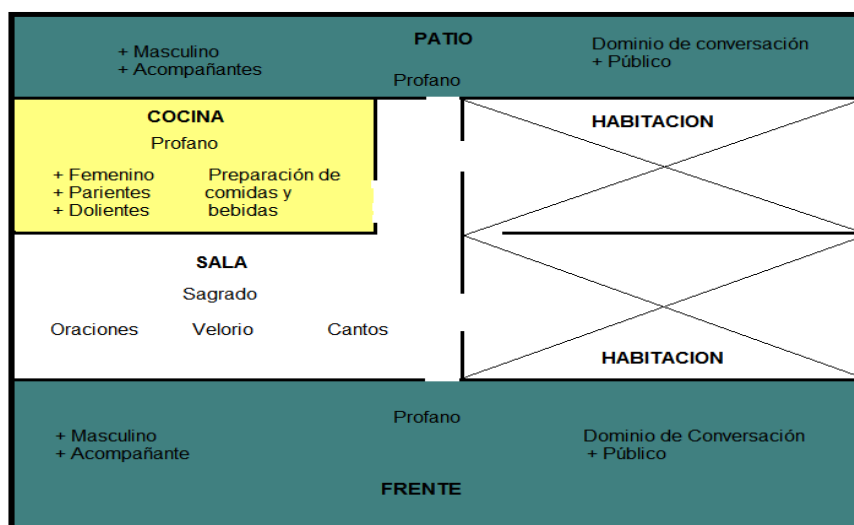 PATIO
+ Masculino
+ Acompañantes
Profano
Dominio de conversación
+ Público
COCINA
Profano
+ Femenino
+ Parientes
+ Dolientes
Preparación de
comidas y
bebidas
HABITACION
SALA
Sagrado
Oraciones
Velorio
Cantos
HABITACION
Profano
+ Masculino
+ Acompañante
Dominio de Conversación
+ Público
FRENTE